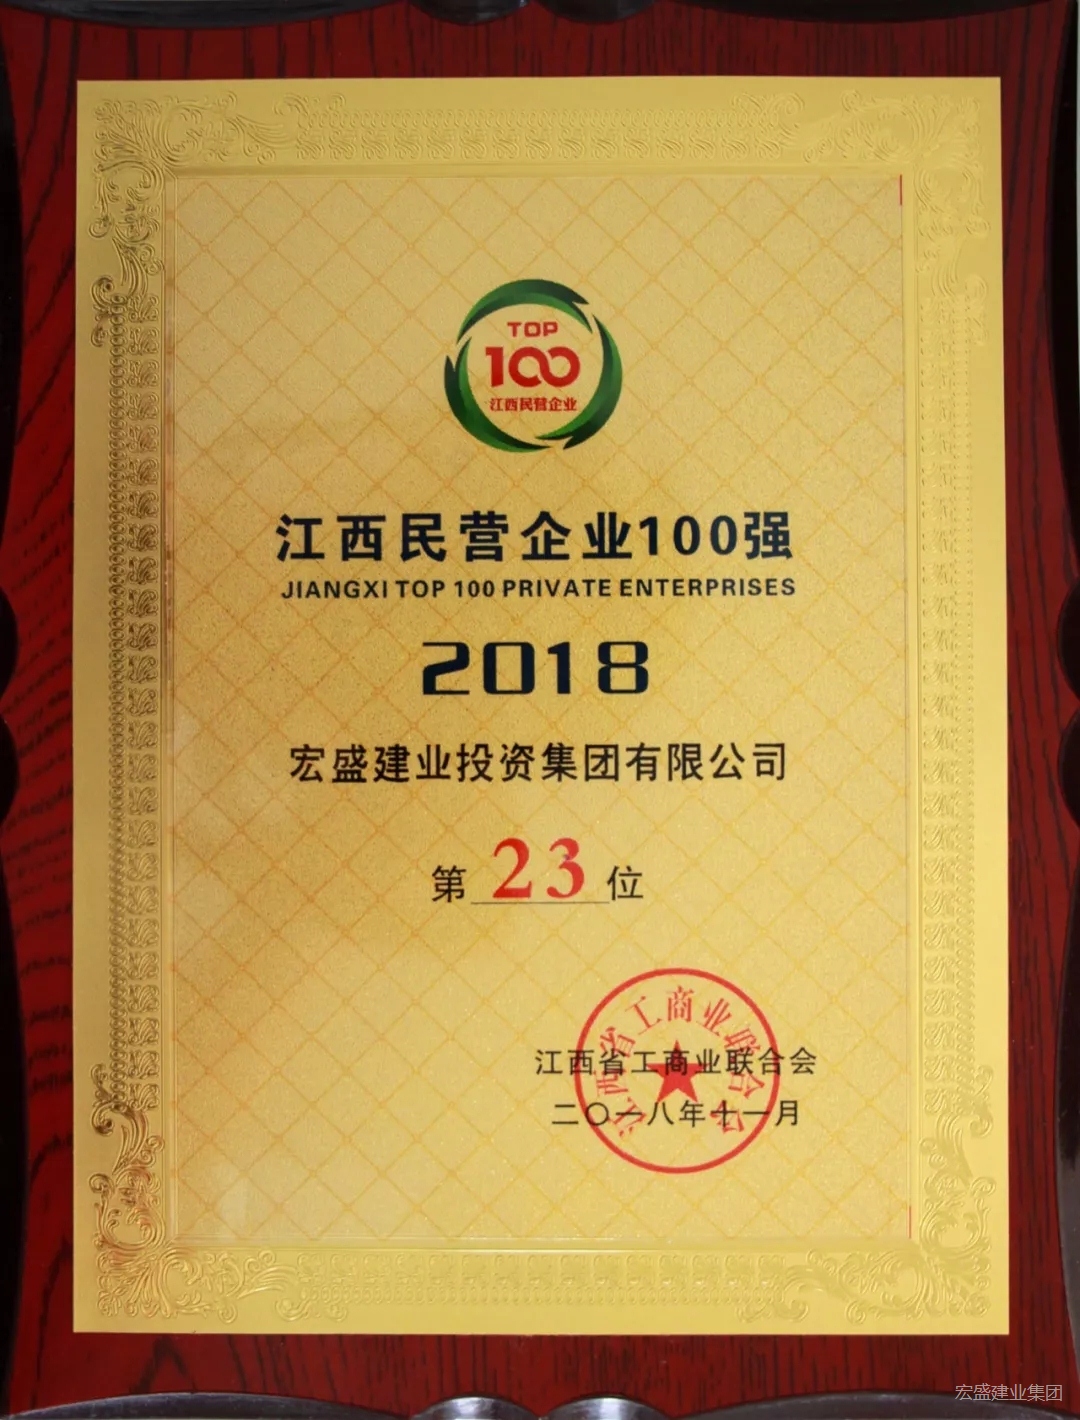 TOP
100
江西民营企业
江西民营企业100强
JIANGXI TOP 100 PRIVATE ENTERPRISES
2018
宏盛建业投资集团有限公司
第 23 位
江西省工商业联合会
江西省工商业联合会
二〇一八年十一月
宏盛建业集团